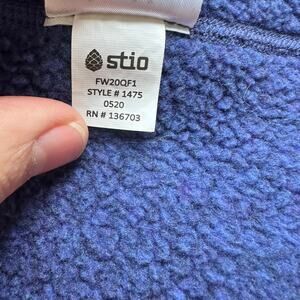 stio
FW20QF1
STYLE # 1475
0520
RN # 136703